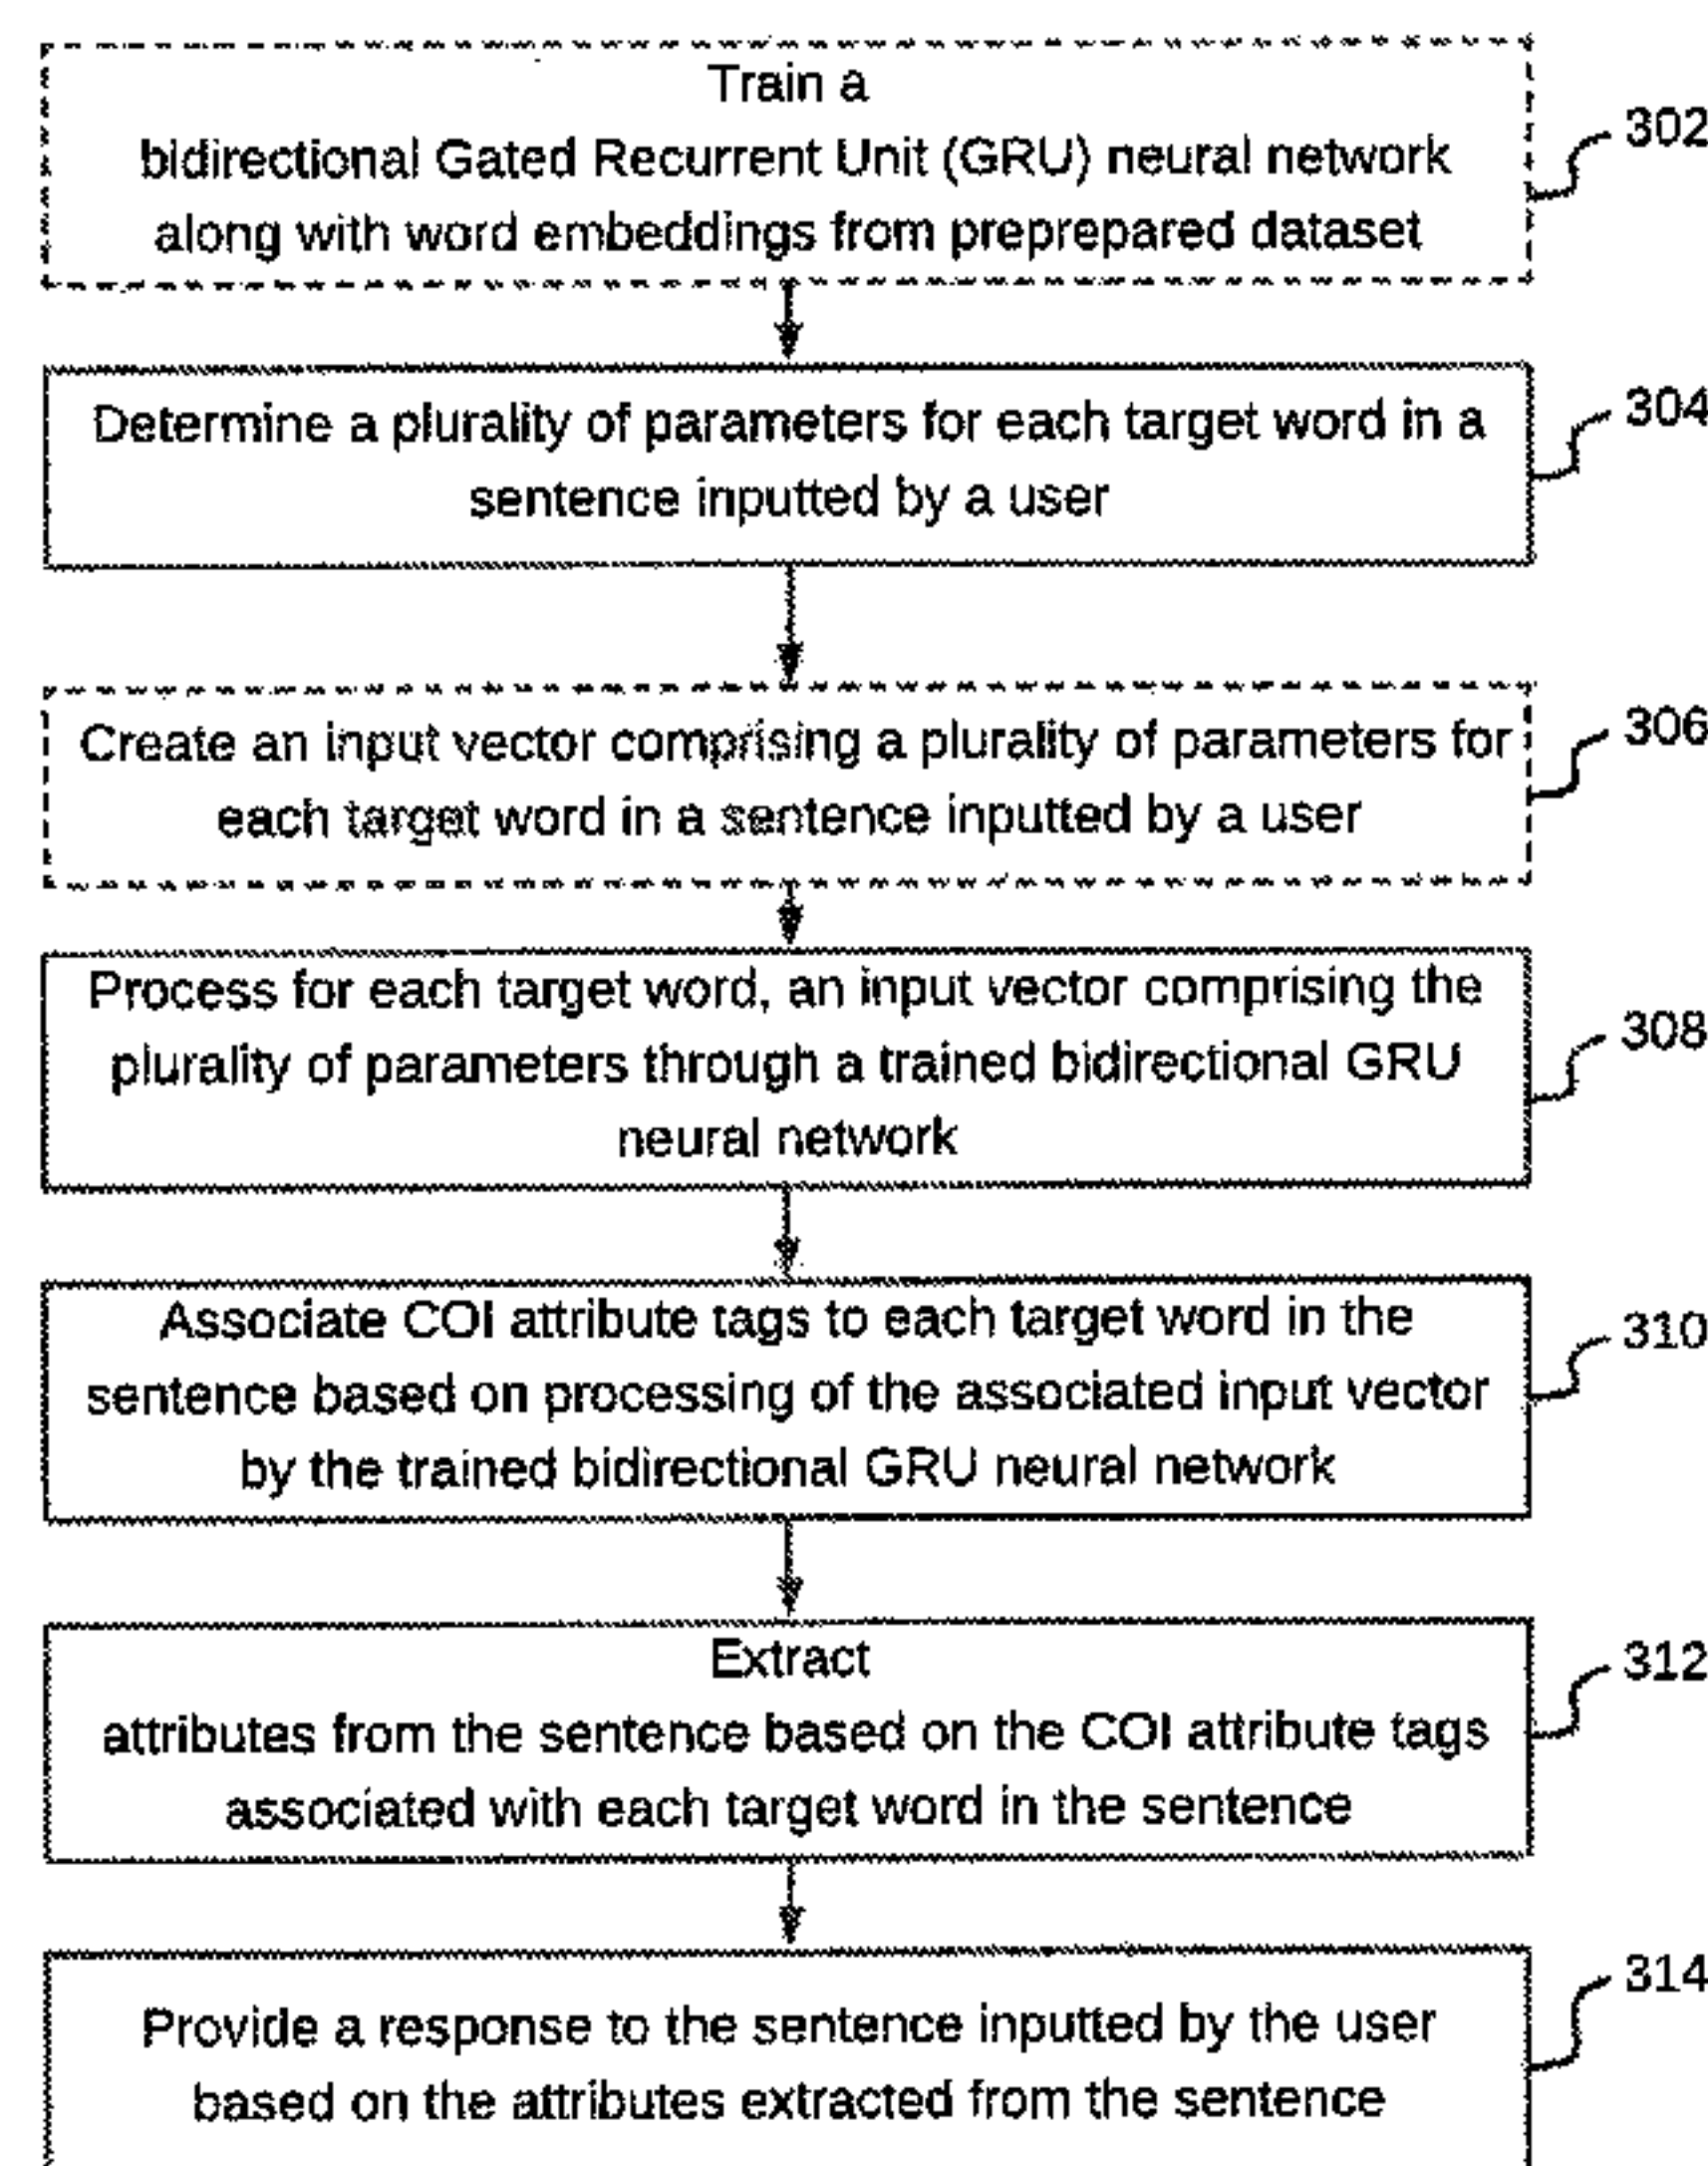 Train a
bidirectional Gated Recurrent Unit (GRU) neural network
along with word embeddings from preprepared dataset
302
Determine a plurality of parameters for each target word in a
sentence inputted by a user
304
Create an input vector comprising a plurality of parameters for
each target word in a sentence inputted by a user
306
Process for each target word, an input vector comprising the
plurality of parameters through a trained bidirectional GRU
neural network
308
Associate COI attribute tags to each target word in the
sentence based on processing of the associated input vector
by the trained bidirectional GRU neural network
310
Extract
attributes from the sentence based on the COI attribute tags
associated with each target word in the sentence
312
Provide a response to the sentence inputted by the user
based on the attributes extracted from the sentence
314